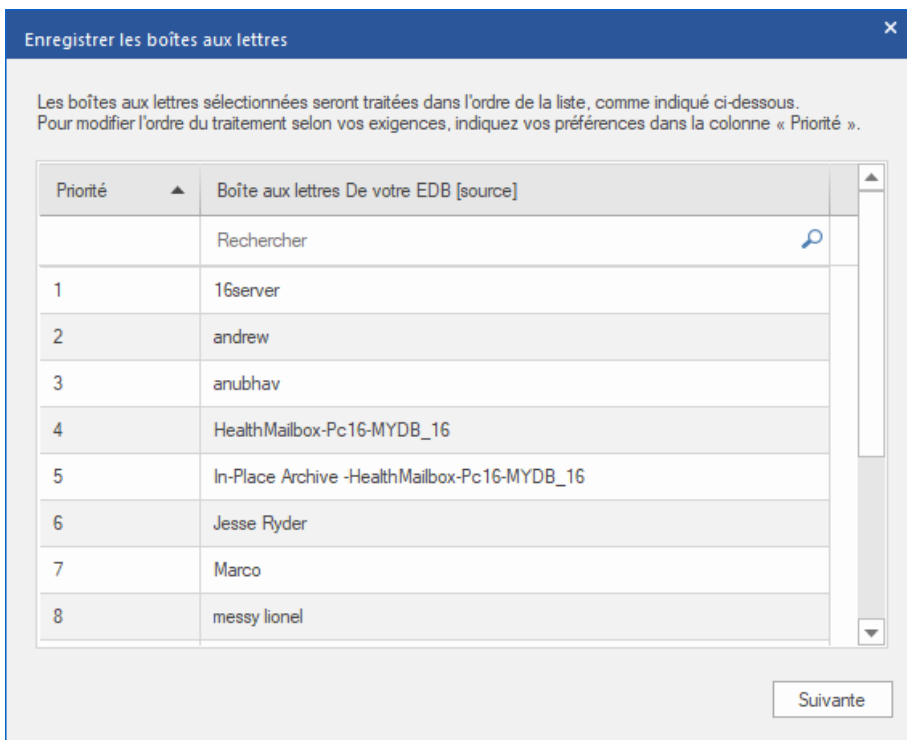 Enregistrer les boîtes aux lettres
Les boîtes aux lettres sélectionnées seront traitées dans l'ordre de la liste, comme indiqué ci-dessous.
Pour modifier l'ordre du traitement selon vos exigences, indiquez vos préférences dans la colonne « Priorité ».
Priorité Boîte aux lettres De votre EDB [source]
Rechercher
1 16server
2 andrew
3 anubhav
4 HealthMailbox-Pc16-MYDB_16
5 In-Place Archive -HealthMailbox-Pc16-MYDB_16
6 Jesse Ryder
7 Marco
8 messy lionel
Suivante